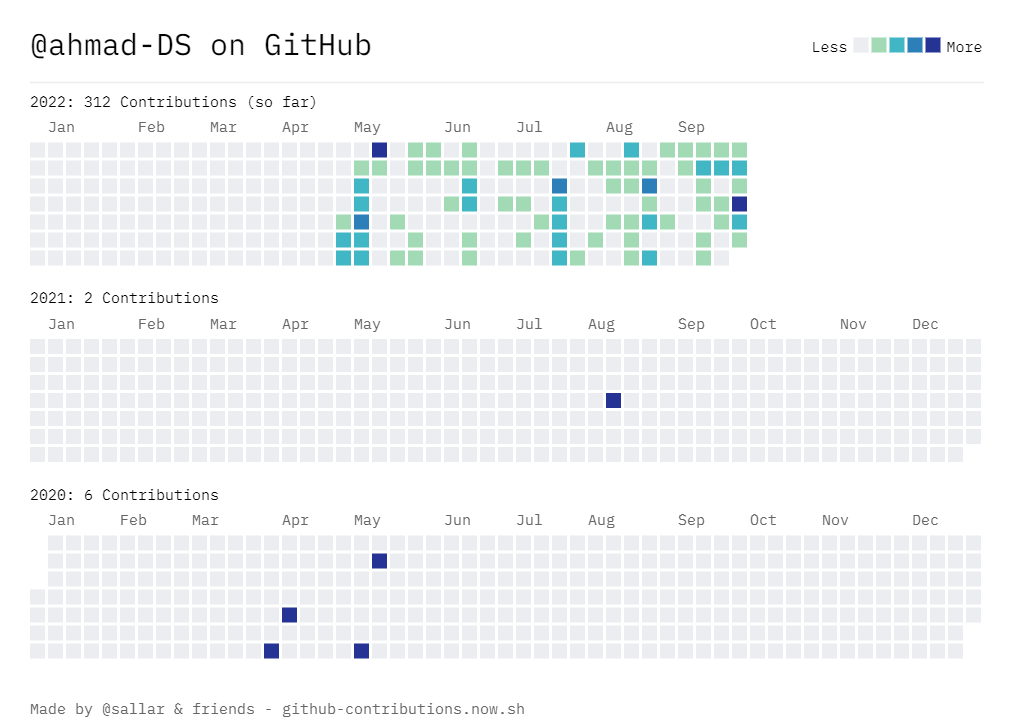 @ahmad-DS on GitHub
Less More
2022: 312 Contributions (so far)
Jan Feb Mar Apr May Jun Jul Aug Sep
2021: 2 Contributions
Jan Feb Mar Apr May Jun Jul Aug Sep Oct Nov Dec
2020: 6 Contributions
Jan Feb Mar Apr May Jun Jul Aug Sep Oct Nov Dec
Made by @sallar & friends - github-contributions.now.sh